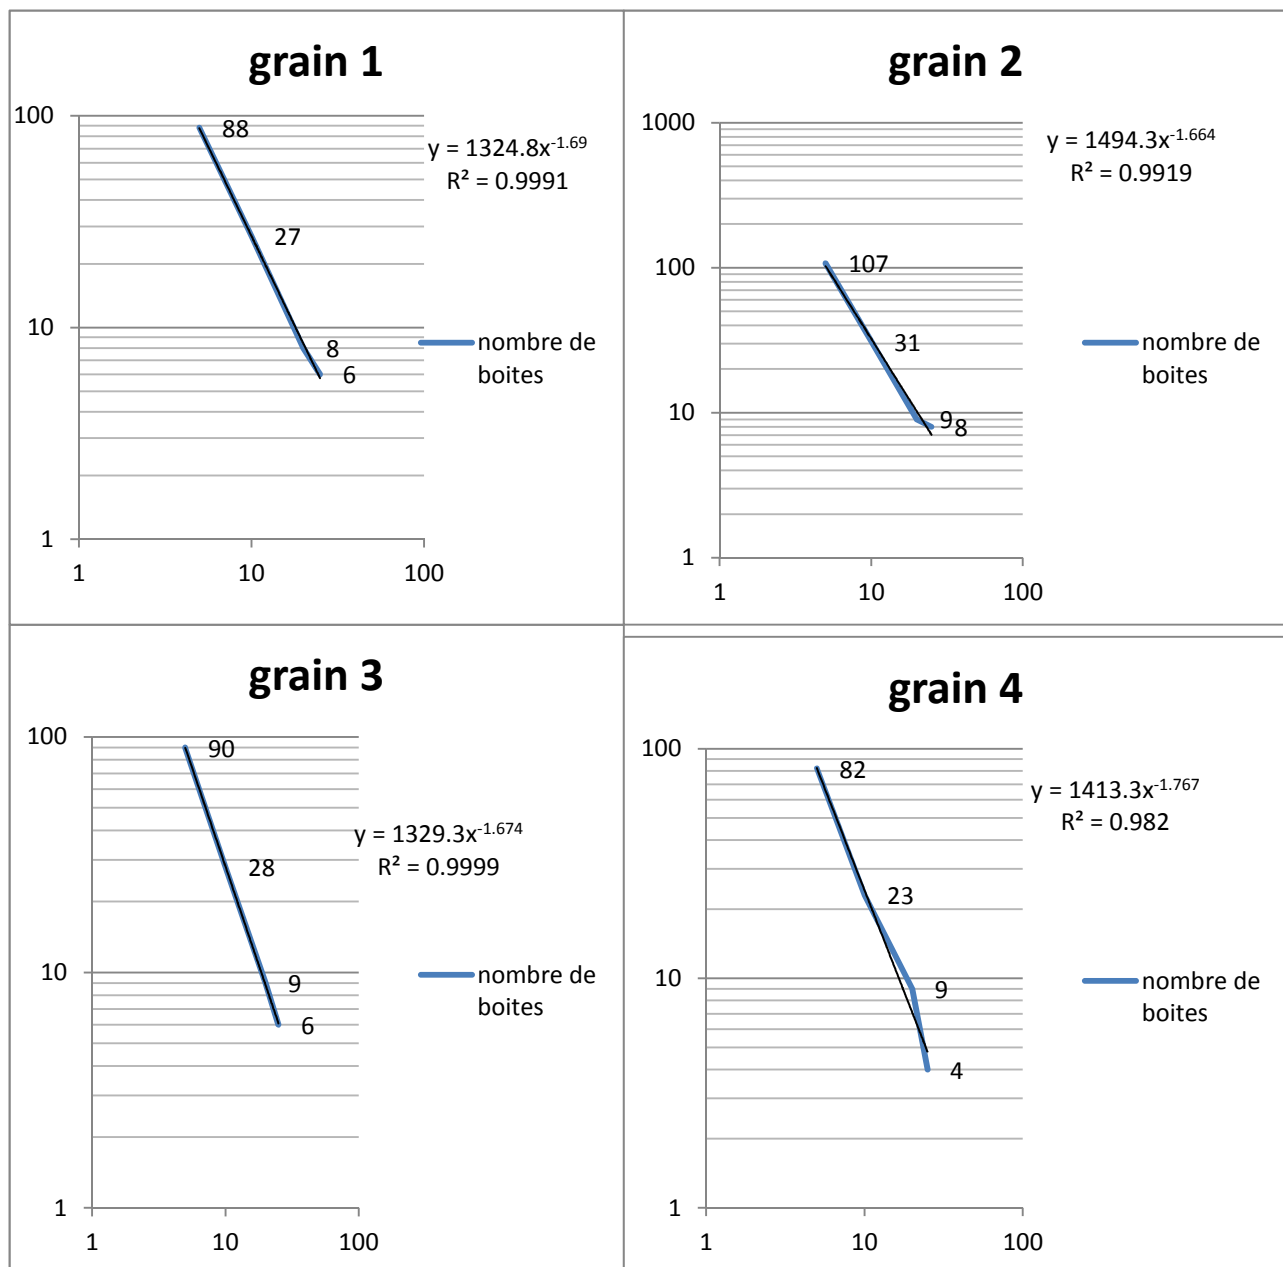 grain 1
100
10
1
1
10
100
88
27
8
6
y = 1324.8x^-1.69
R² = 0.9991
nombre de
boites
grain 2
1000
100
10
1
1
10
100
107
31
9
8
y = 1494.3x^-1.664
R² = 0.9919
nombre de
boites
grain 3
100
10
1
1
10
100
90
28
9
6
y = 1329.3x^-1.674
R² = 0.9999
nombre de
boites
grain 4
100
10
1
1
10
100
82
23
9
4
y = 1413.3x^-1.767
R² = 0.982
nombre de
boites